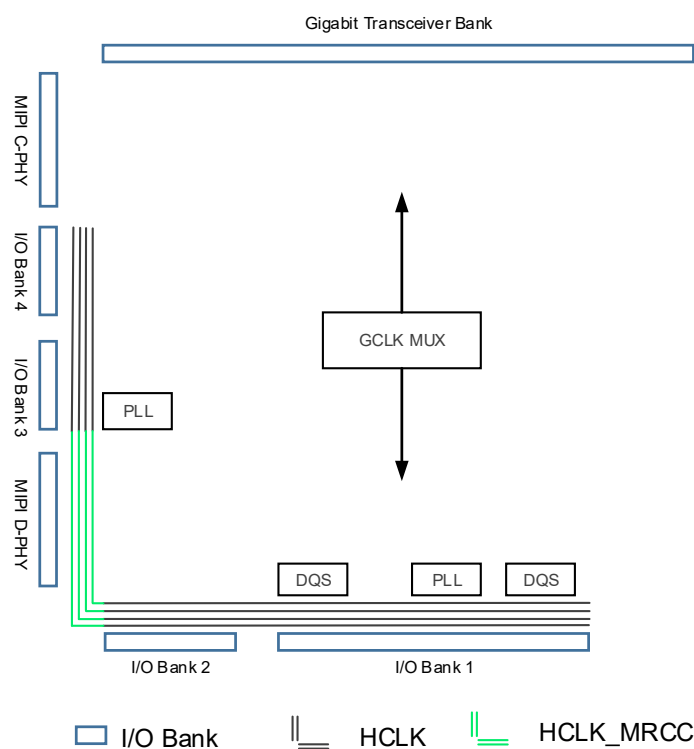 Gigabit Transceiver Bank
MIPI C-PHY
I/O Bank 4
GCLK MUX
I/O Bank 3
PLL
MIPI D-PHY
DQS
PLL
DQS
I/O Bank 2
I/O Bank 1
I/O Bank
HCLK
HCLK_MRCC